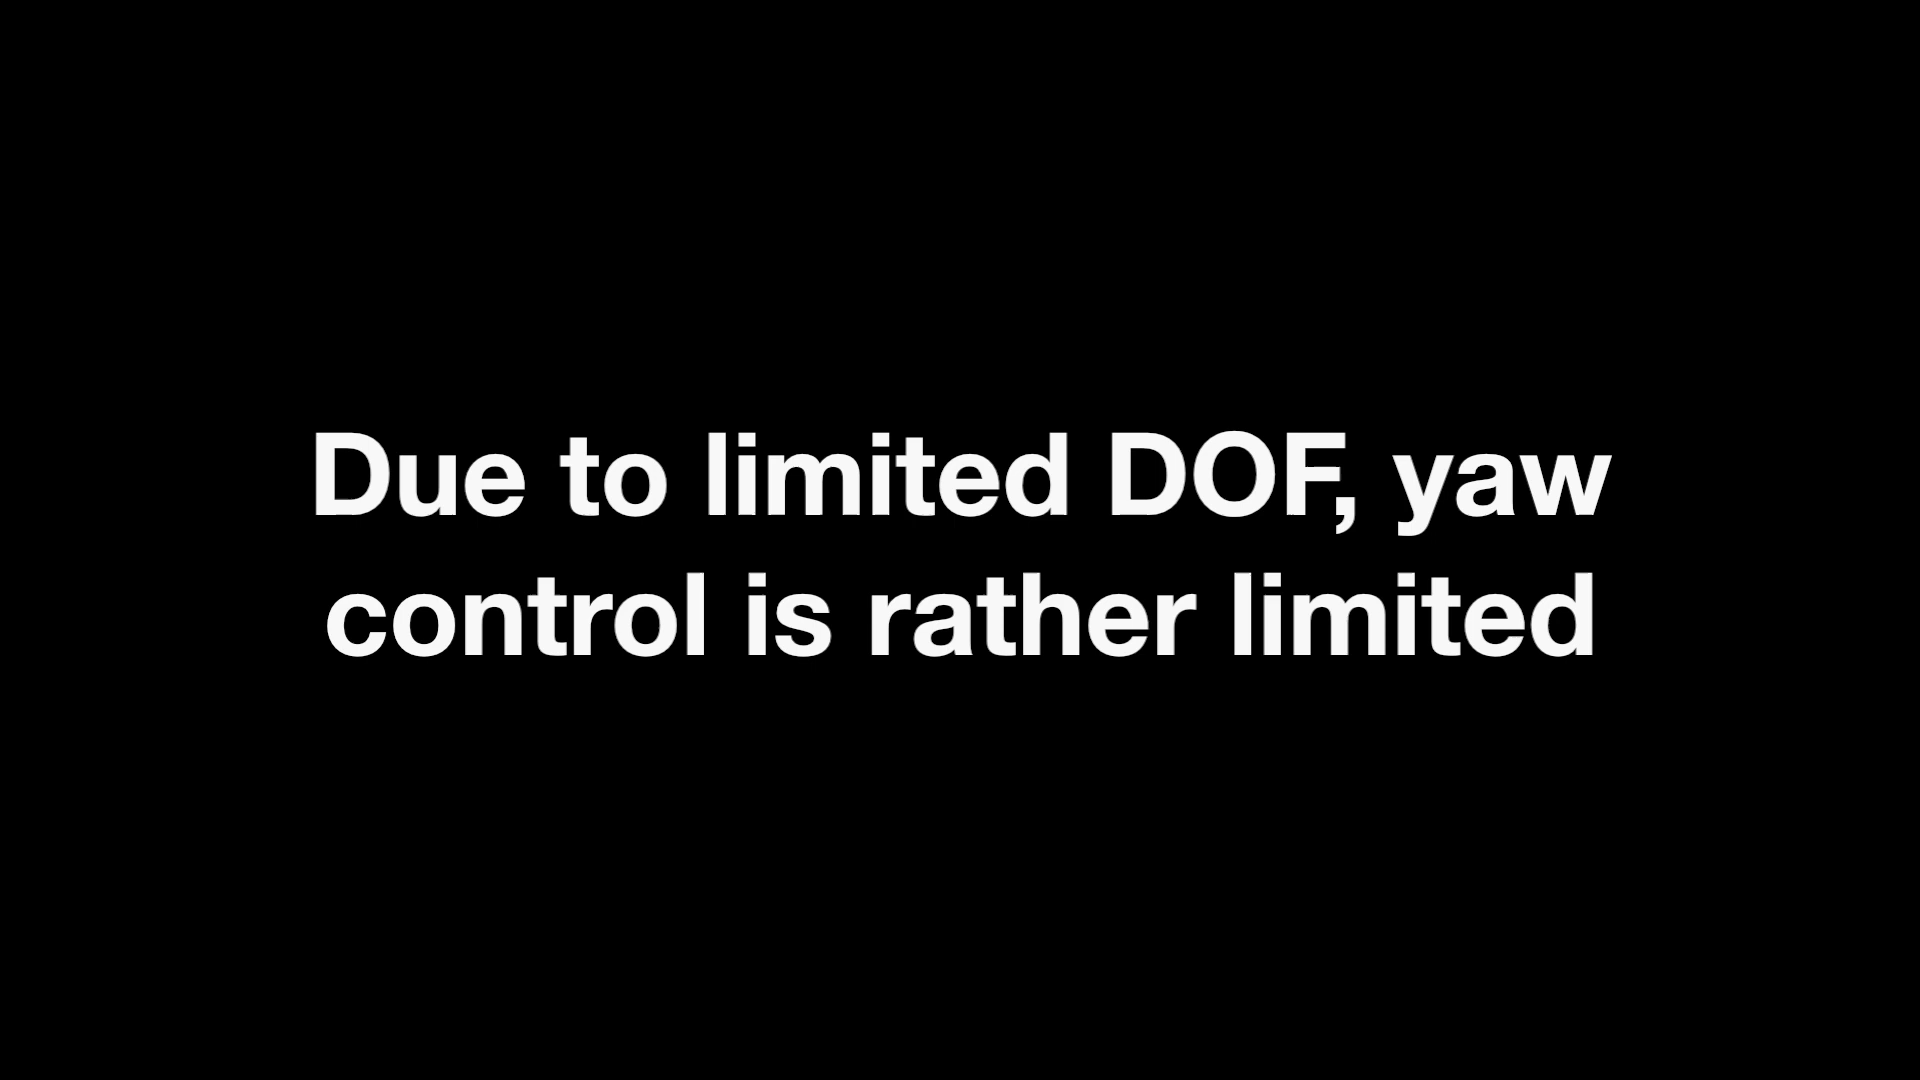 Due to limited DOF, yaw
control is rather limited